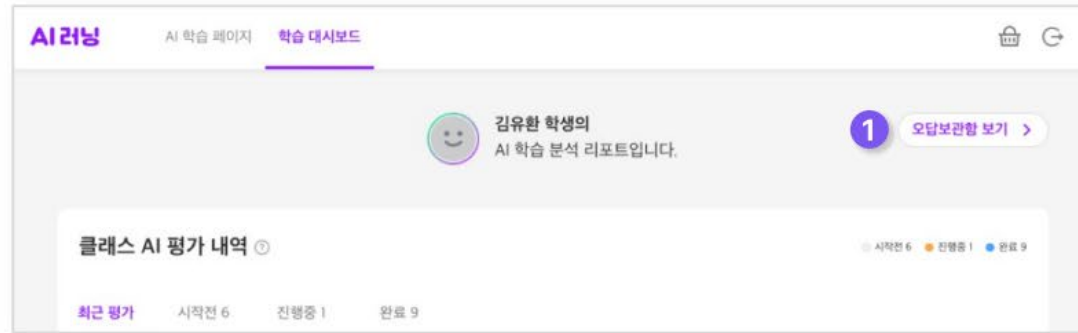 AI러닝 AI 학습 페이지 학습 대시보드
김유환 학생의
AI 학습 분석 리포트입니다.
1 오답보관함 보기 >
클래스 AI 평가 내역 ?
시작전 6 진행중 1 완료 9
최근 평가 시작전 6 진행중 1 완료 9